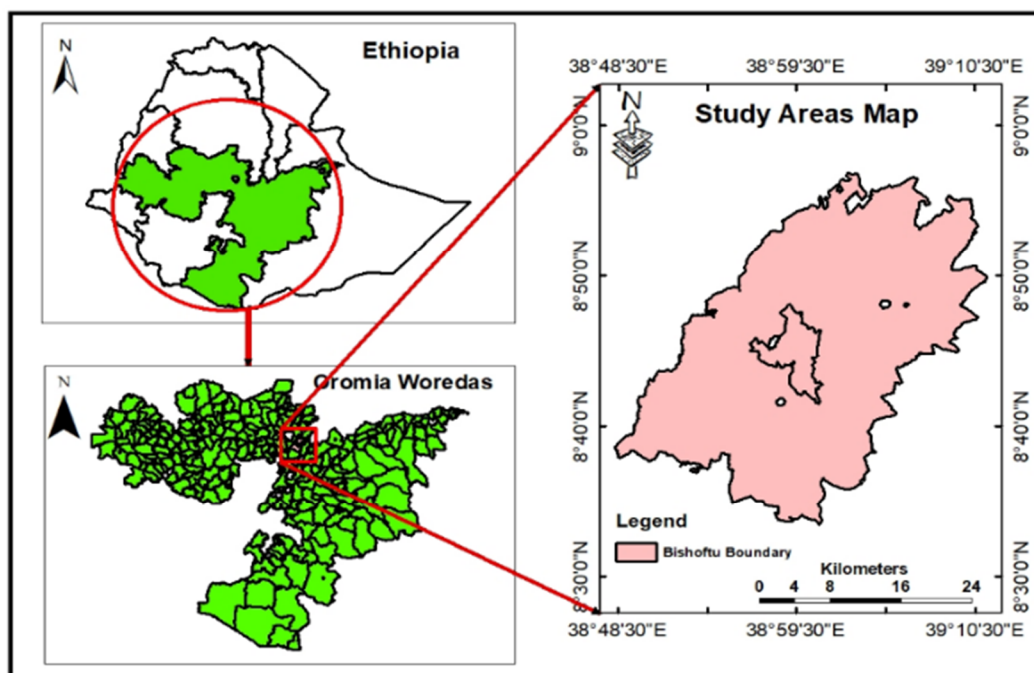 N
Ethiopia
N
Oromia Woredas
38°48'30"E 38°59'30"E 39°10'30"E
N
Study Areas Map
9°0'0"N
9°0'0"N
8°50'0"N
8°50'0"N
8°40'0"N
8°40'0"N
8°30'0"N
8°30'0"N
Legend
Bishoftu Boundary
Kilometers
0 4 8 16 24
38°48'30"E 38°59'30"E 39°10'30"E